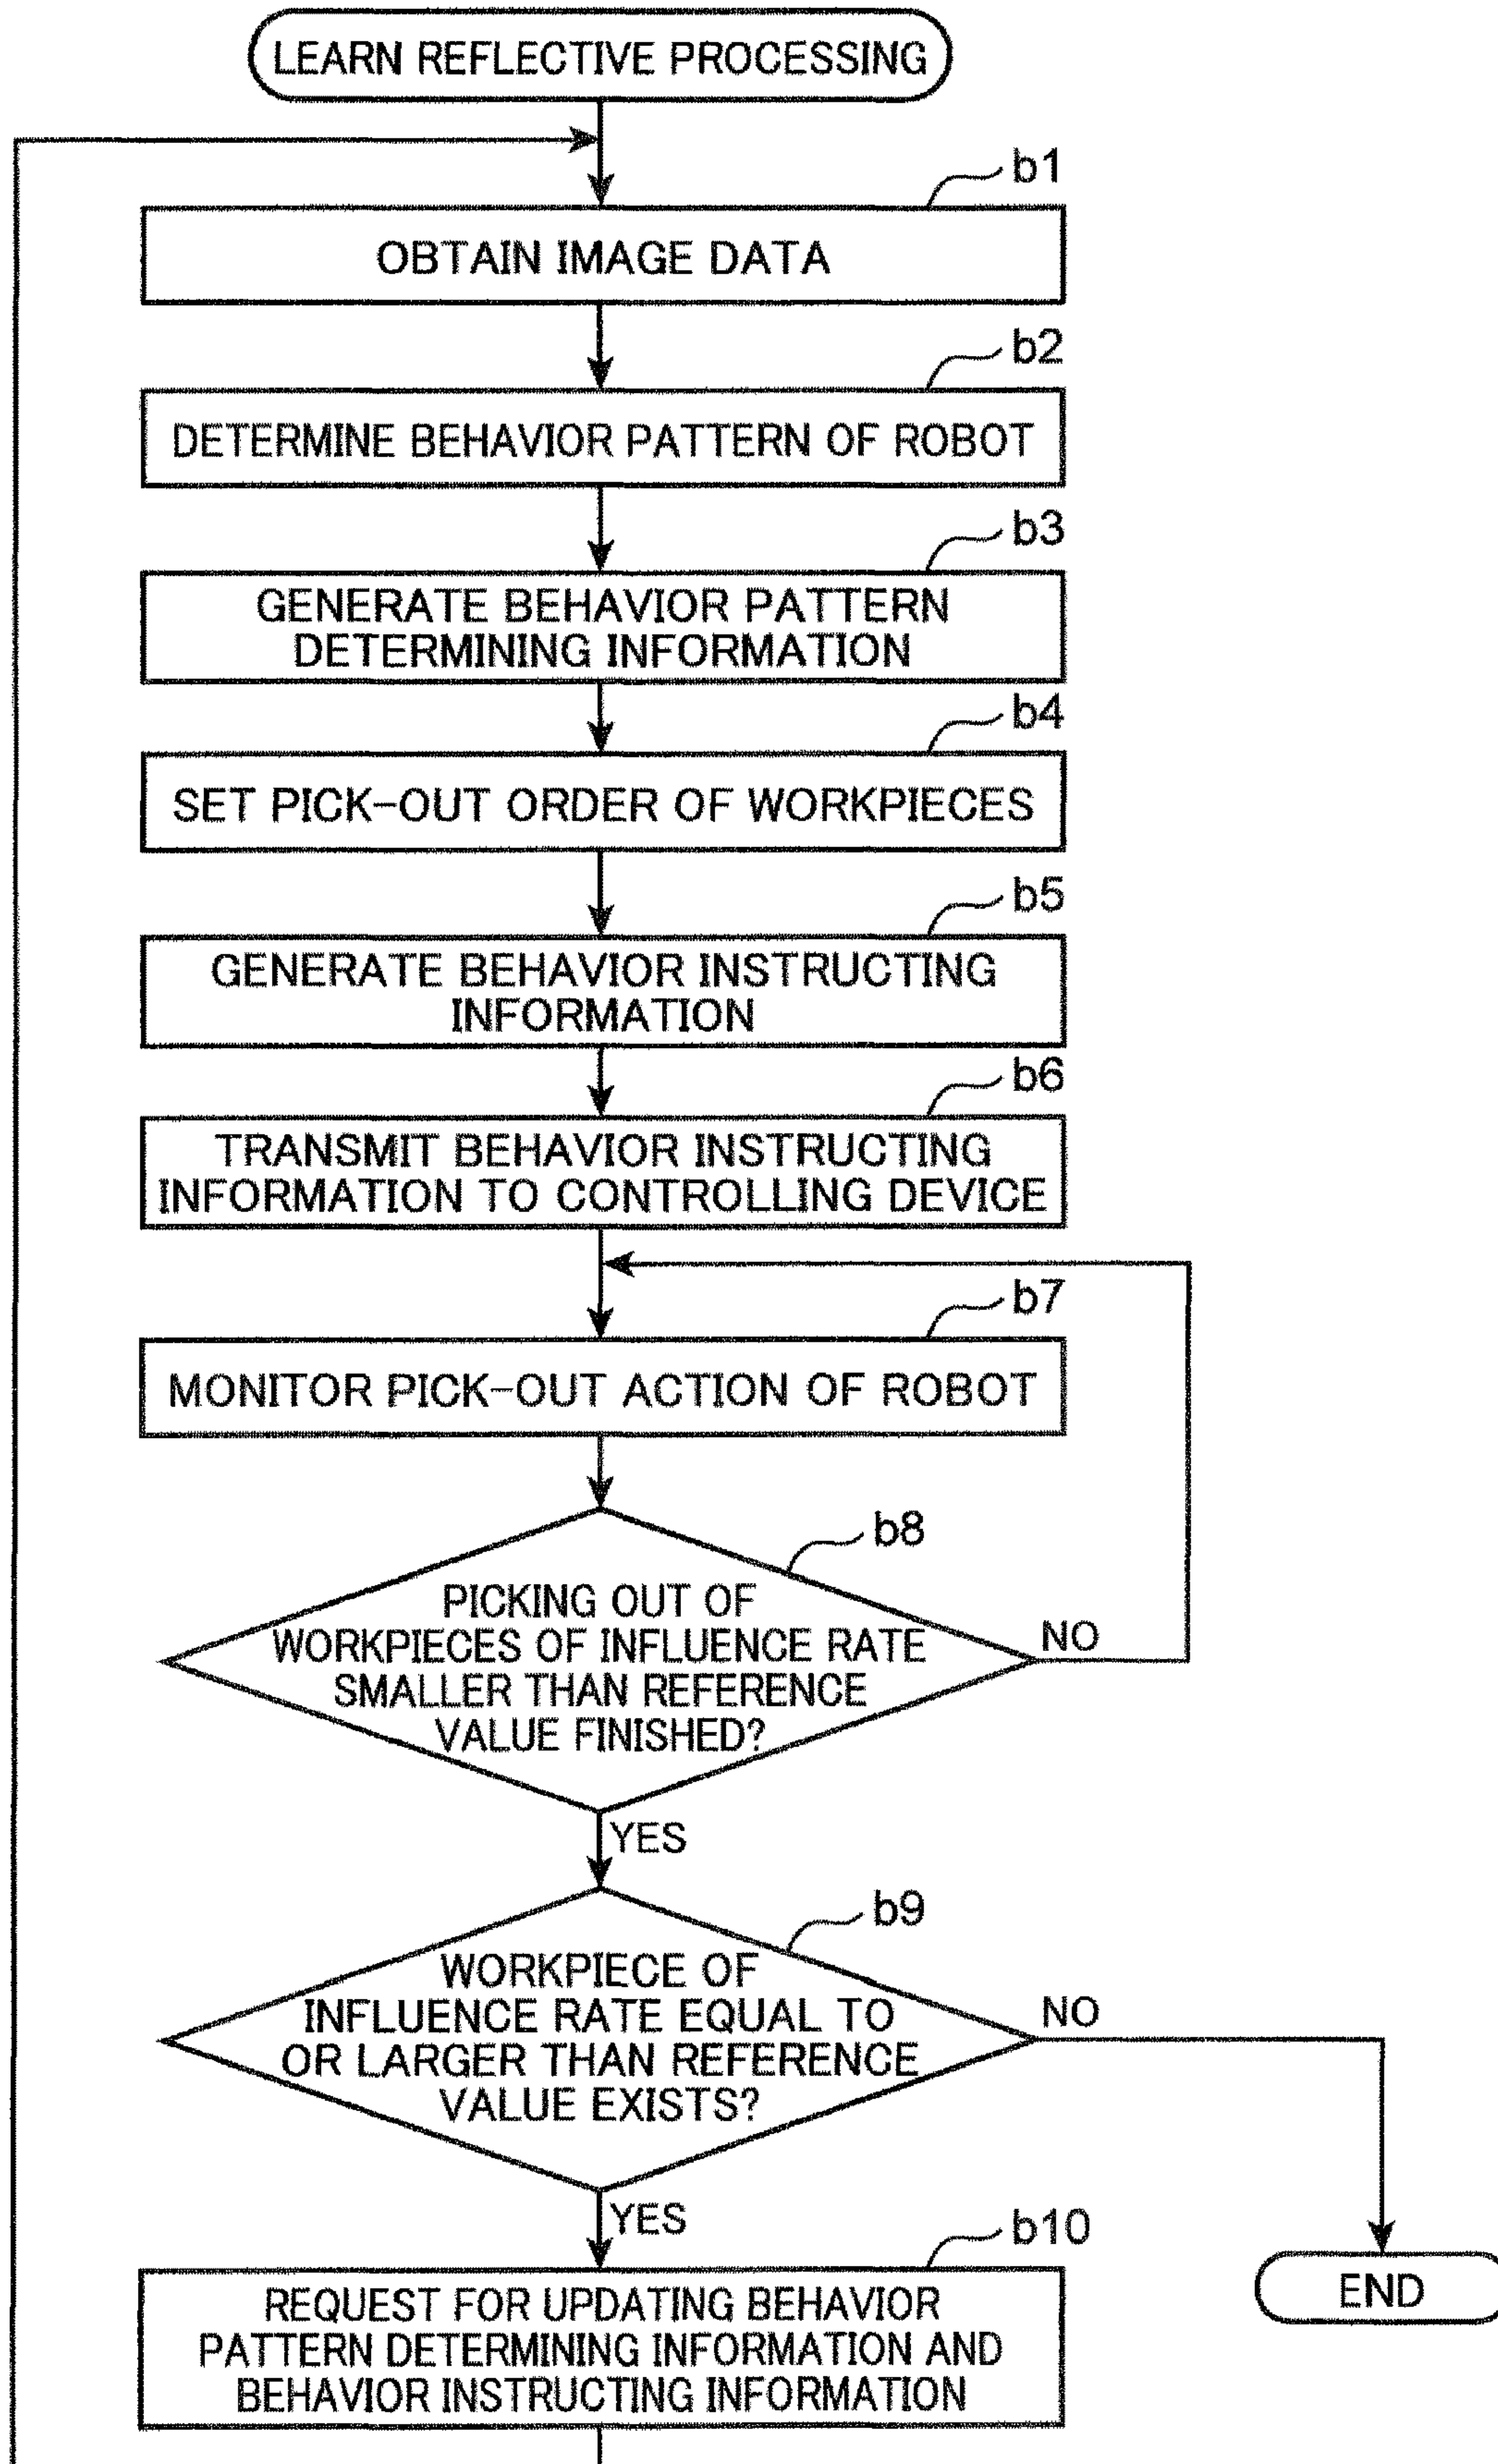 LEARN REFLECTIVE PROCESSING
b1
OBTAIN IMAGE DATA
b2
DETERMINE BEHAVIOR PATTERN OF ROBOT
b3
GENERATE BEHAVIOR PATTERN
DETERMINING INFORMATION
b4
SET PICK-OUT ORDER OF WORKPIECES
b5
GENERATE BEHAVIOR INSTRUCTING
INFORMATION
b6
TRANSMIT BEHAVIOR INSTRUCTING
INFORMATION TO CONTROLLING DEVICE
b7
MONITOR PICK-OUT ACTION OF ROBOT
b8
PICKING OUT OF
WORKPIECES OF INFLUENCE RATE
SMALLER THAN REFERENCE
VALUE FINISHED?
NO
YES
b9
WORKPIECE OF
INFLUENCE RATE EQUAL TO
OR LARGER THAN REFERENCE
VALUE EXISTS?
NO
YES
b10
REQUEST FOR UPDATING BEHAVIOR
PATTERN DETERMINING INFORMATION AND
BEHAVIOR INSTRUCTING INFORMATION
END